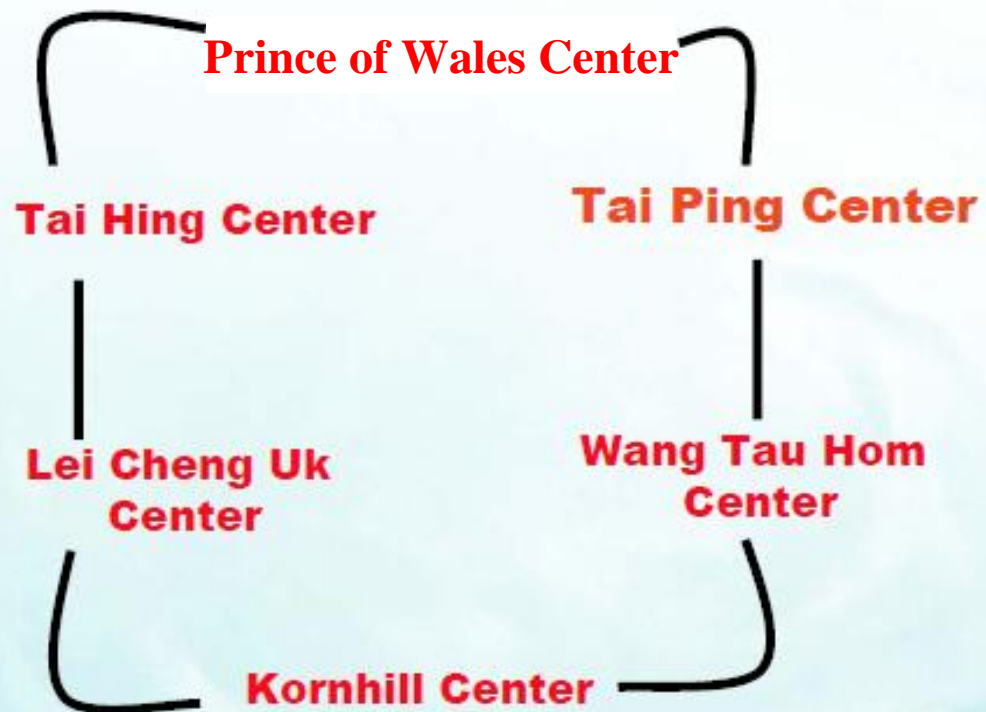 Prince of Wales Center
Tai Hing Center
Tai Ping Center
Lei Cheng Uk
Center
Wang Tau Hom
Center
Kornhill Center